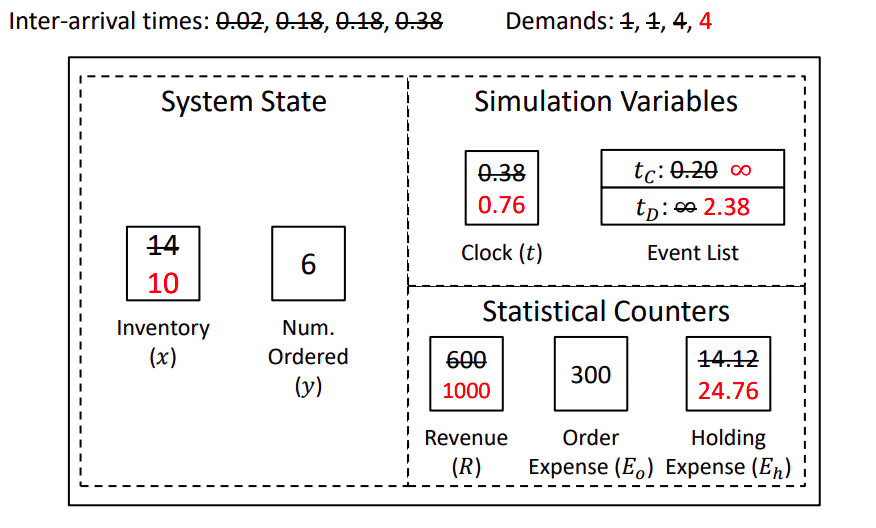 Inter-arrival times: 0.02, 0.18, 0.18, 0.38 Demands: 1, 1, 4, 4
System State
Simulation Variables
0.38
0.76
t_C: 0.20 ∞
t_D: ∞ 2.38
Clock (t)
Event List
14
10
6
Inventory
(x)
Num.
Ordered
(y)
Statistical Counters
600
1000
300
14.12
24.76
Revenue
(R)
Order
Expense (E_o)
Holding
Expense (E_h)